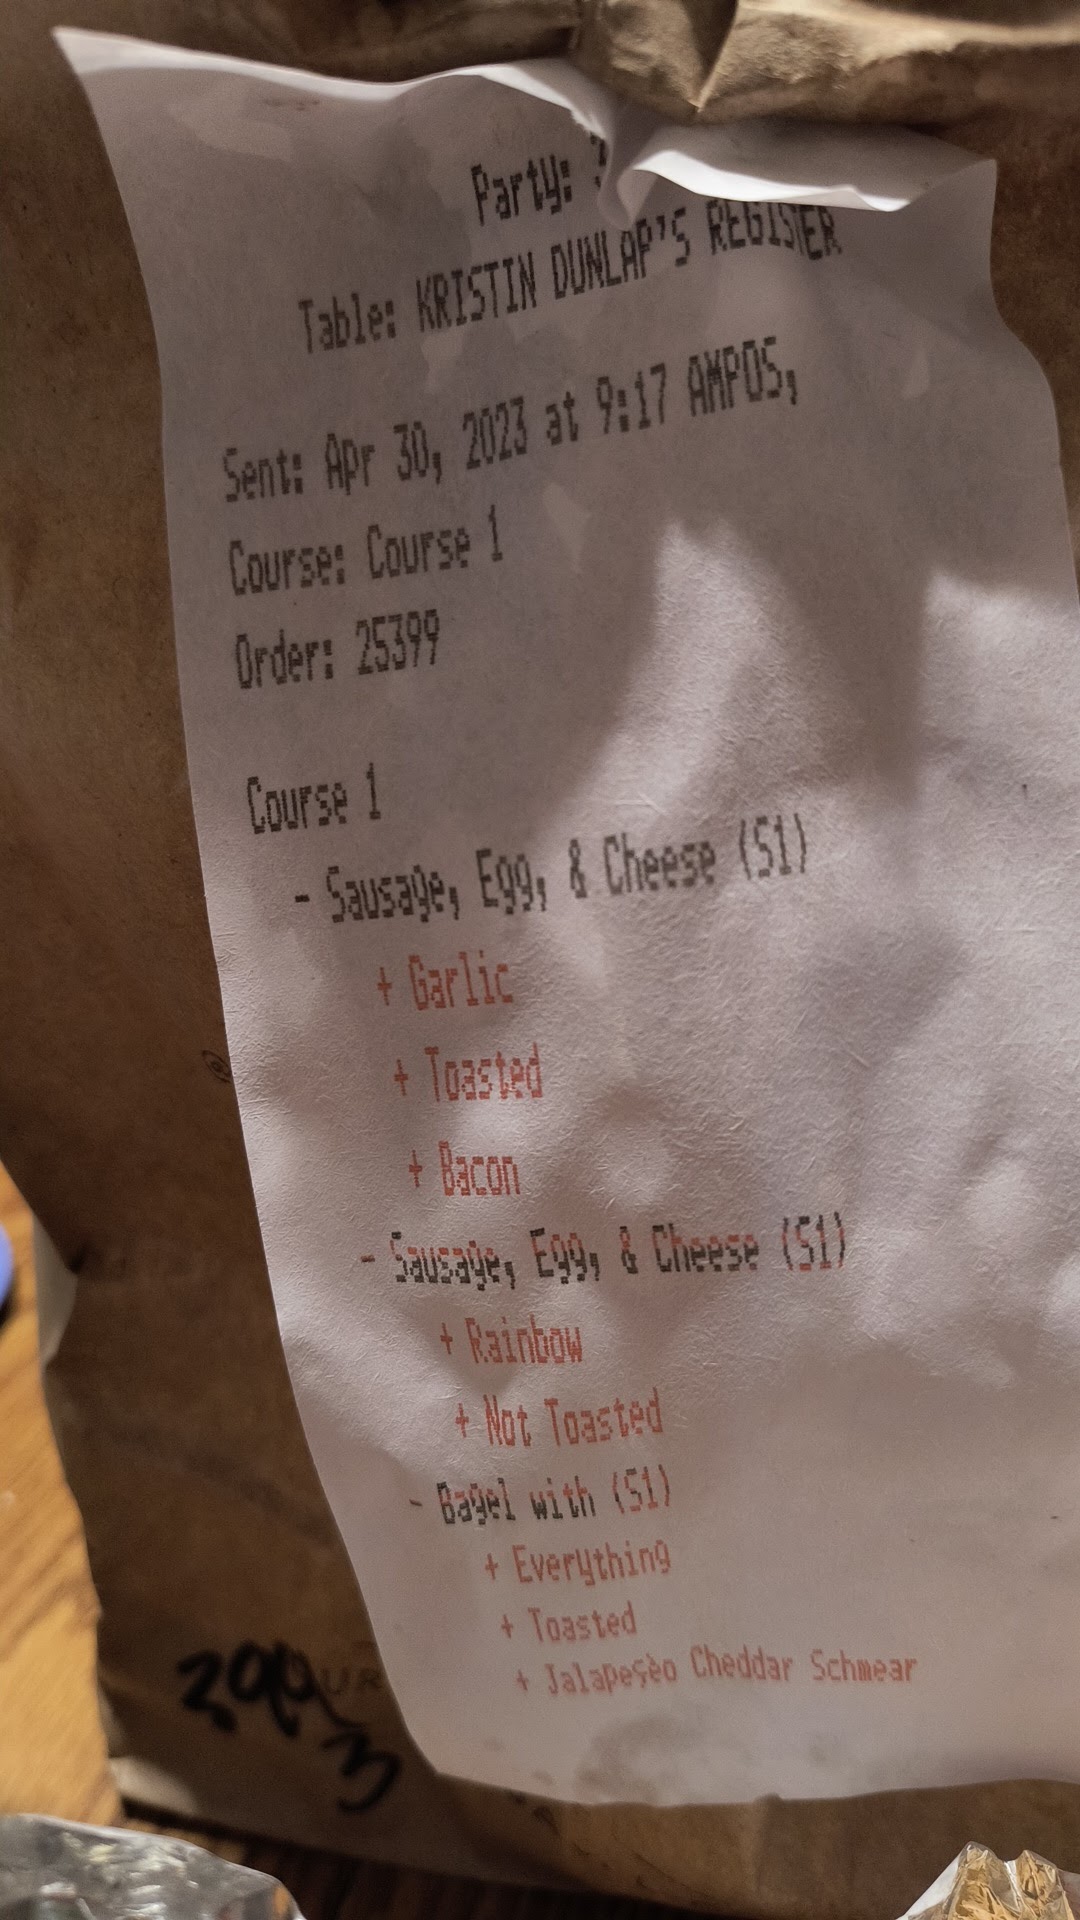 Party:
Table: KRISTIN DUNLAP'S REGISTER
Sent: Apr 30, 2023 at 9:17 AMPOS,
Course: Course 1
Order: 25399
Course 1
- Sausage, Egg, & Cheese (S1)
+ Garlic
+ Toasted
+ Bacon
- Sausage, Egg, & Cheese (S1)
+ Rainbow
+ Not Toasted
- Bagel with (S1)
+ Everything
+ Toasted
+ Jalapeşèo Cheddar Schmear
3